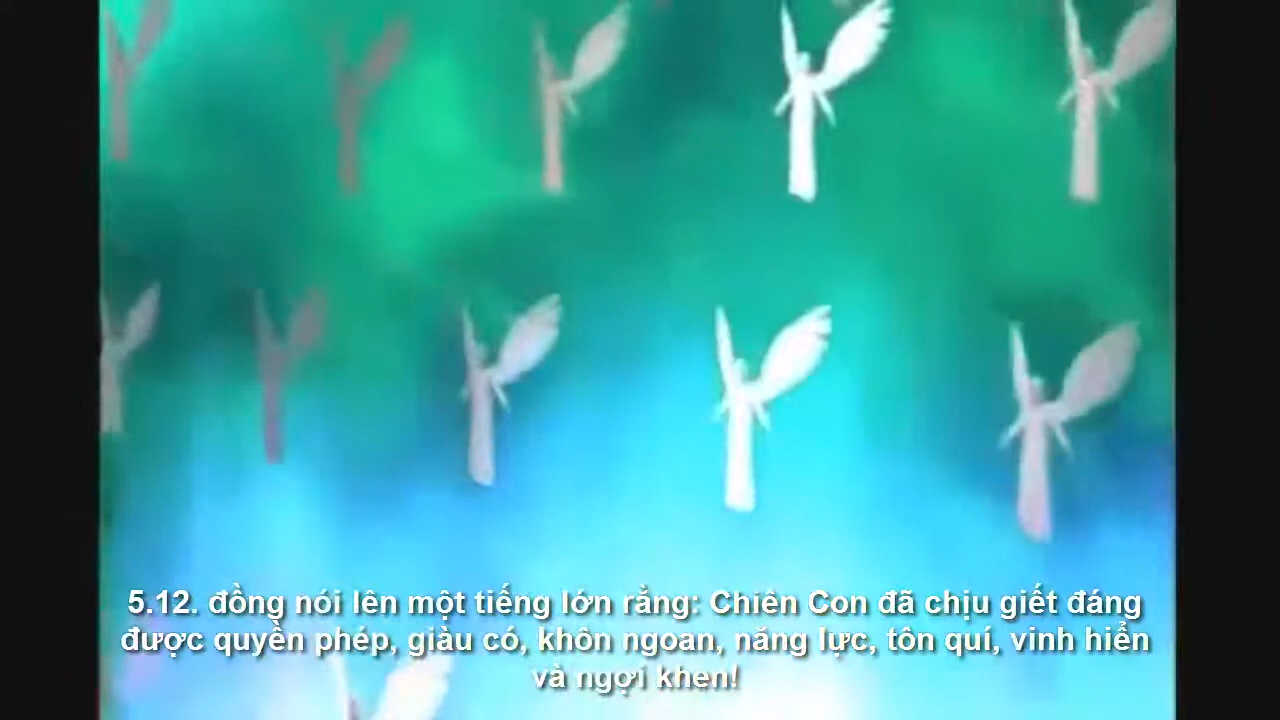 5.12. đồng nói lên một tiếng lớn rằng: Chiên Con đã chịu giết đáng
được quyền phép, giàu có, khôn ngoan, năng lực, tôn quí, vinh hiển
và ngợi khen!